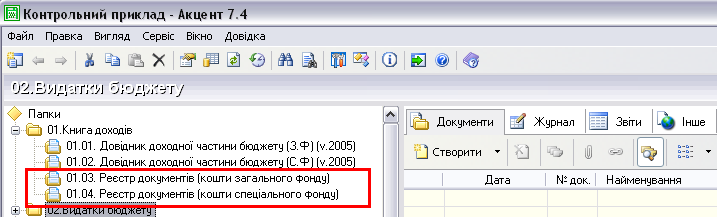 Контрольний приклад - Акцент 7.4
Файл Правка Вигляд Сервіс Вікно Довідка
02.Видатки бюджету
Папки
01.Книга доходів
01.01. Довідник доходної частини бюджету (З.Ф) (v.2005)
01.02. Довідник доходної частини бюджету (С.Ф) (v.2005)
01.03. Реєстр документів (кошти загального фонду)
01.04. Реєстр документів (кошти спеціального фонду)
02.Видатки бюджету
Документи Журнал Звіти Інше
Створити
Дата № док. Найменування